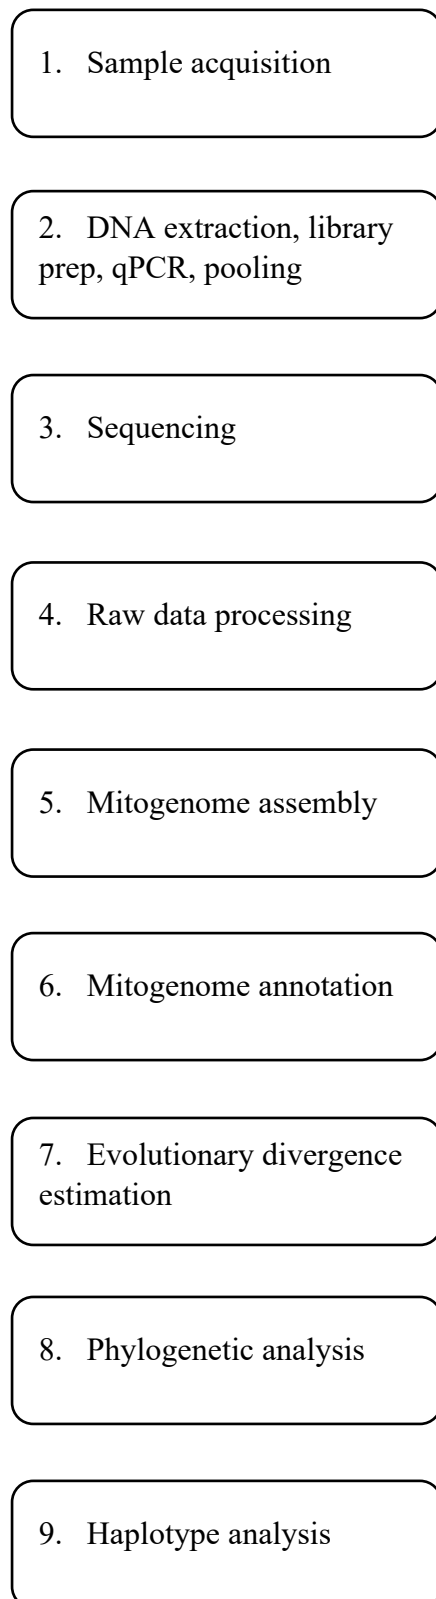 1. Sample acquisition
2. DNA extraction, library
prep, qPCR, pooling
3. Sequencing
4. Raw data processing
5. Mitogenome assembly
6. Mitogenome annotation
7. Evolutionary divergence
estimation
8. Phylogenetic analysis
9. Haplotype analysis